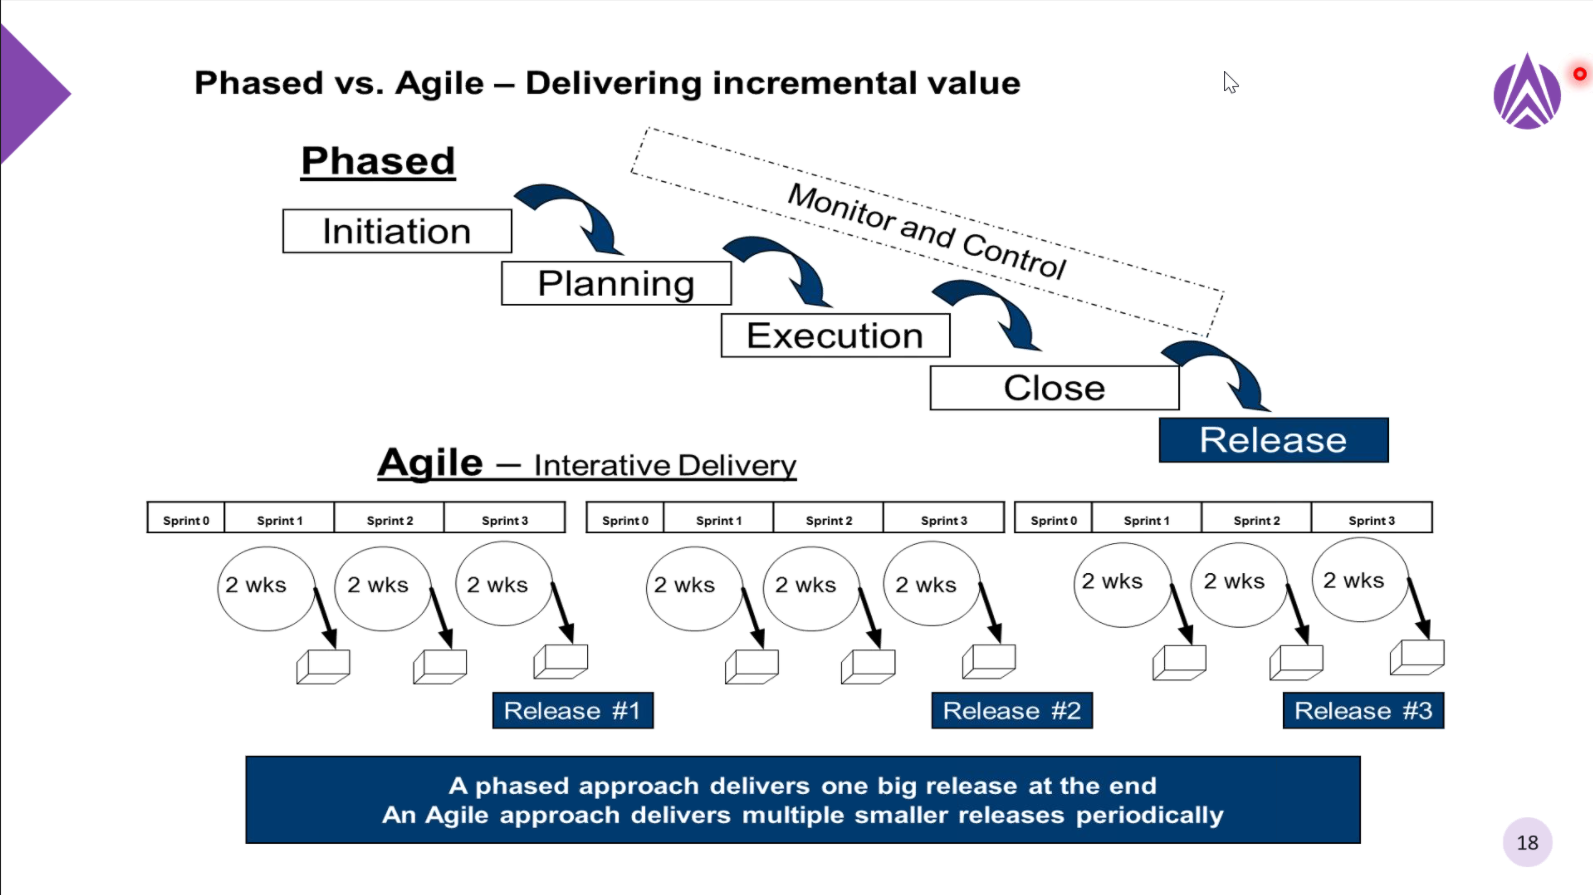 Phased vs. Agile – Delivering incremental value
Phased
Monitor and Control
Initiation
Planning
Execution
Close
Release
Agile – Interative Delivery
Sprint 0 Sprint 1 Sprint 2 Sprint 3 Sprint 0 Sprint 1 Sprint 2 Sprint 3 Sprint 0 Sprint 1 Sprint 2 Sprint 3
2 wks 2 wks 2 wks 2 wks 2 wks 2 wks 2 wks 2 wks 2 wks
Release #1 Release #2 Release #3
A phased approach delivers one big release at the end
An Agile approach delivers multiple smaller releases periodically
18